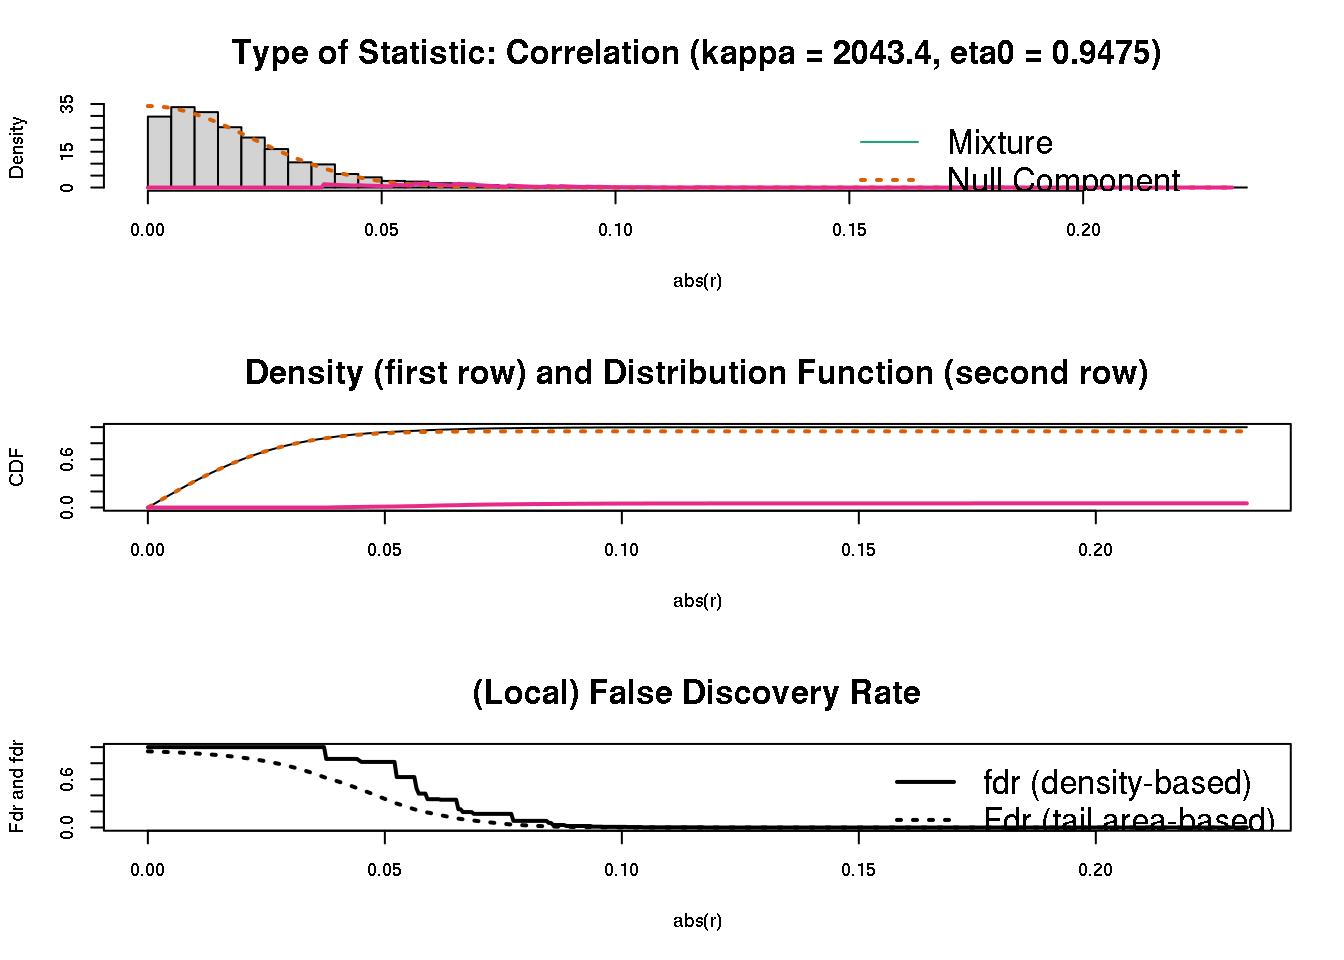 Type of Statistic: Correlation (kappa = 2043.4, eta0 = 0.9475)
Density
35
15
0
Mixture
Null Component
0.00 0.05 0.10 0.15 0.20
abs(r)
Density (first row) and Distribution Function (second row)
CDF
0.6
0.0
0.00 0.05 0.10 0.15 0.20
abs(r)
(Local) False Discovery Rate
Fdr and fdr
0.6
0.0
fdr (density-based)
Fdr (tail area-based)
0.00 0.05 0.10 0.15 0.20
abs(r)